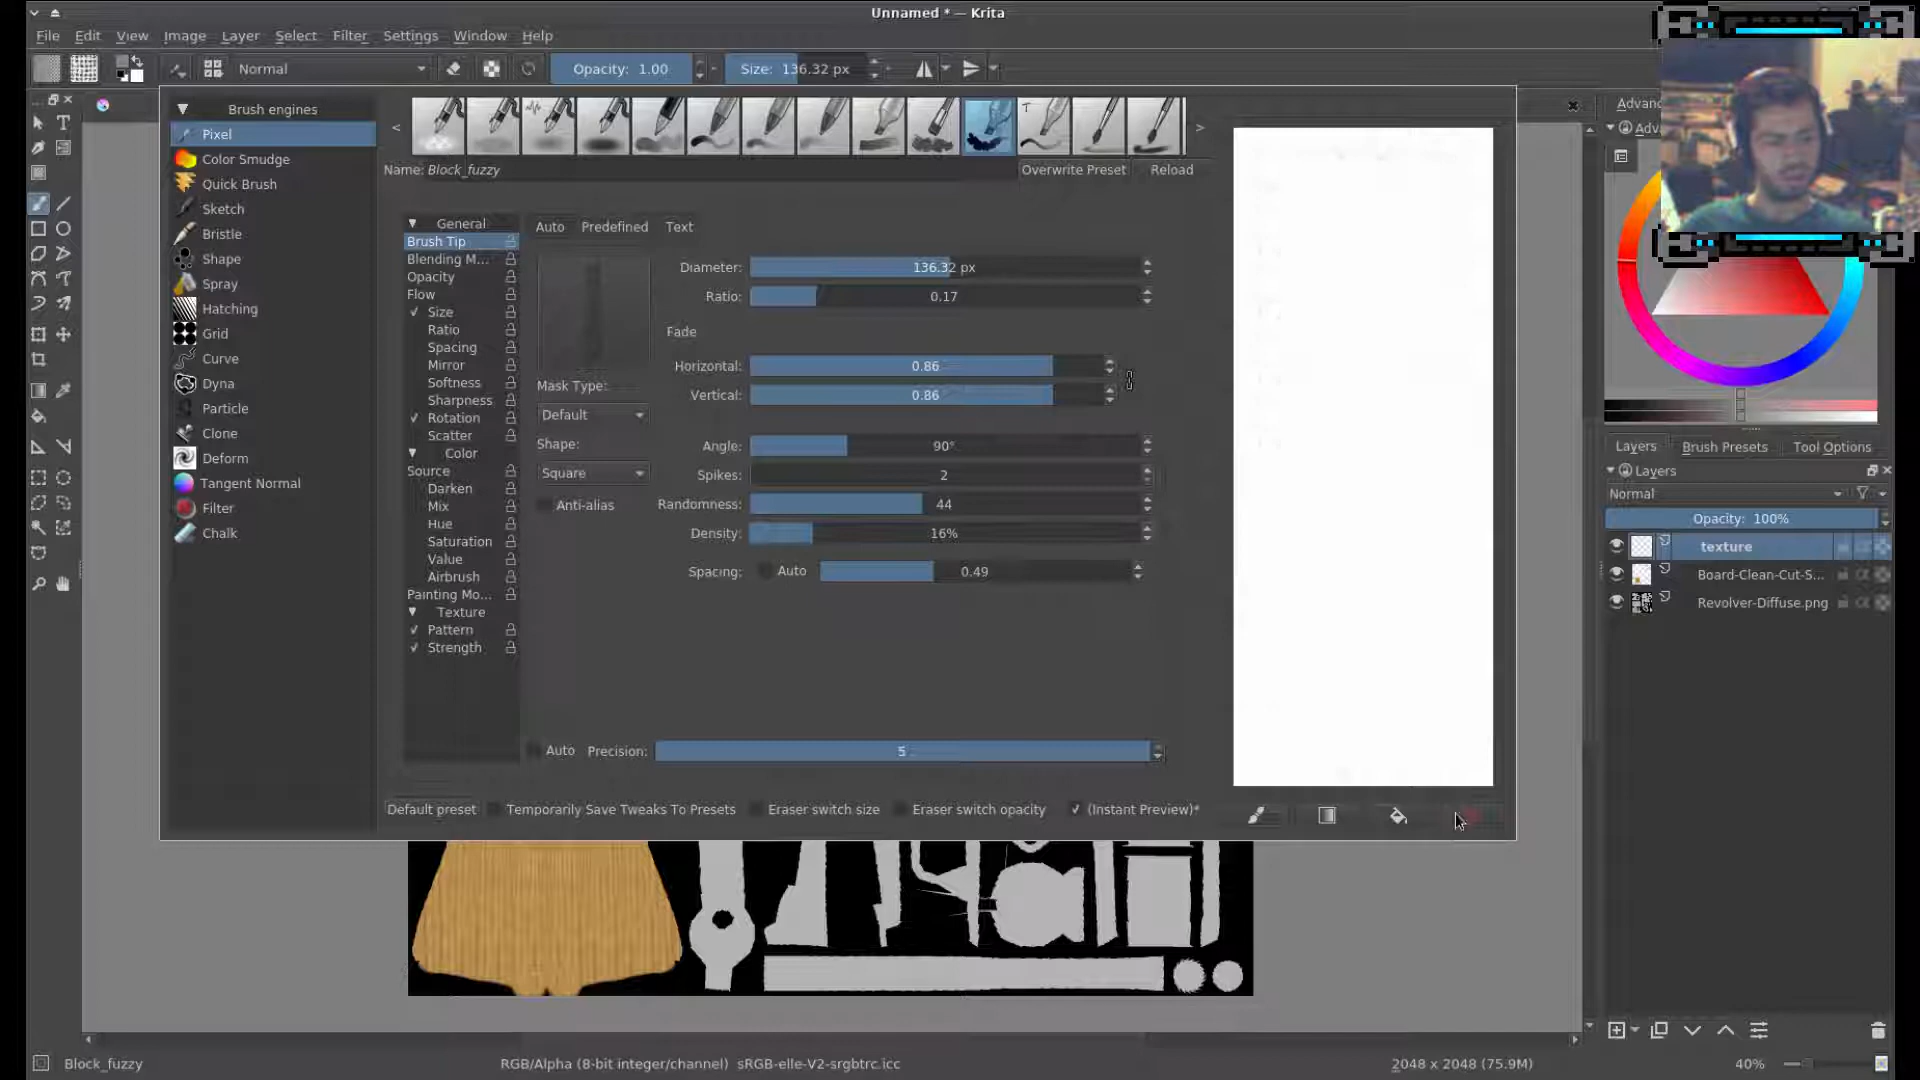 Unnamed * — Krita
File Edit View Image Layer Select Filter Settings Window Help
Normal
Opacity: 1.00
Size: 136.32 px
Brush engines
Pixel
Color Smudge
Quick Brush
Sketch
Bristle
Shape
Spray
Hatching
Grid
Curve
Dyna
Particle
Clone
Deform
Tangent Normal
Filter
Chalk
< >
Name: Block_fuzzy
Overwrite Preset
Reload
General
Brush Tip
Blending M...
Opacity
Flow
Size
Ratio
Spacing
Mirror
Softness
Sharpness
Rotation
Scatter
Color
Source
Darken
Mix
Hue
Saturation
Value
Airbrush
Painting Mo...
Texture
Pattern
Strength
Auto Predefined Text
Diameter: 136.32 px
Ratio: 0.17
Fade
Horizontal: 0.86
Vertical: 0.86
Mask Type:
Default
Shape:
Square
Anti-alias
Angle: 90°
Spikes: 2
Randomness: 44
Density: 16%
Spacing: Auto 0.49
Auto Precision: 5
Default preset Temporarily Save Tweaks To Presets Eraser switch size Eraser switch opacity (Instant Preview)*
Advan
Adv
Layers Brush Presets Tool Options
Layers
Normal
Opacity: 100%
texture
Board-Clean-Cut-S...
Revolver-Diffuse.png
Block_fuzzy
RGB/Alpha (8-bit integer/channel) sRGB-elle-V2-srgbtrc.icc
2048 x 2048 (75.9M)
40%